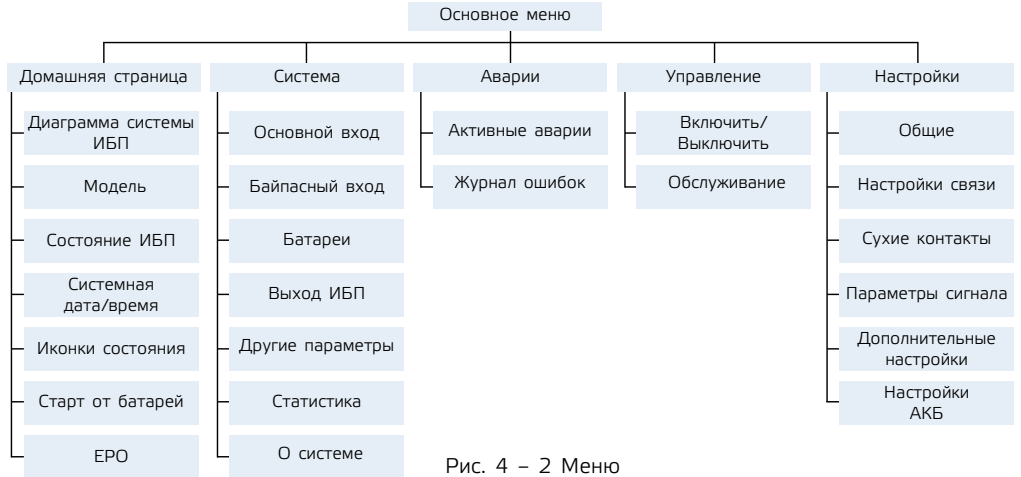 Основное меню
Домашняя страница
Диаграмма системы
ИБП
Модель
Состояние ИБП
Системная
дата/время
Иконки состояния
Старт от батарей
EPO
Система
Основной вход
Байпасный вход
Батареи
Выход ИБП
Другие параметры
Статистика
О системе
Аварии
Активные аварии
Журнал ошибок
Управление
Включить/
Выключить
Обслуживание
Настройки
Общие
Настройки связи
Сухие контакты
Параметры сигнала
Дополнительные
настройки
Настройки
АКБ
Рис. 4 – 2 Меню